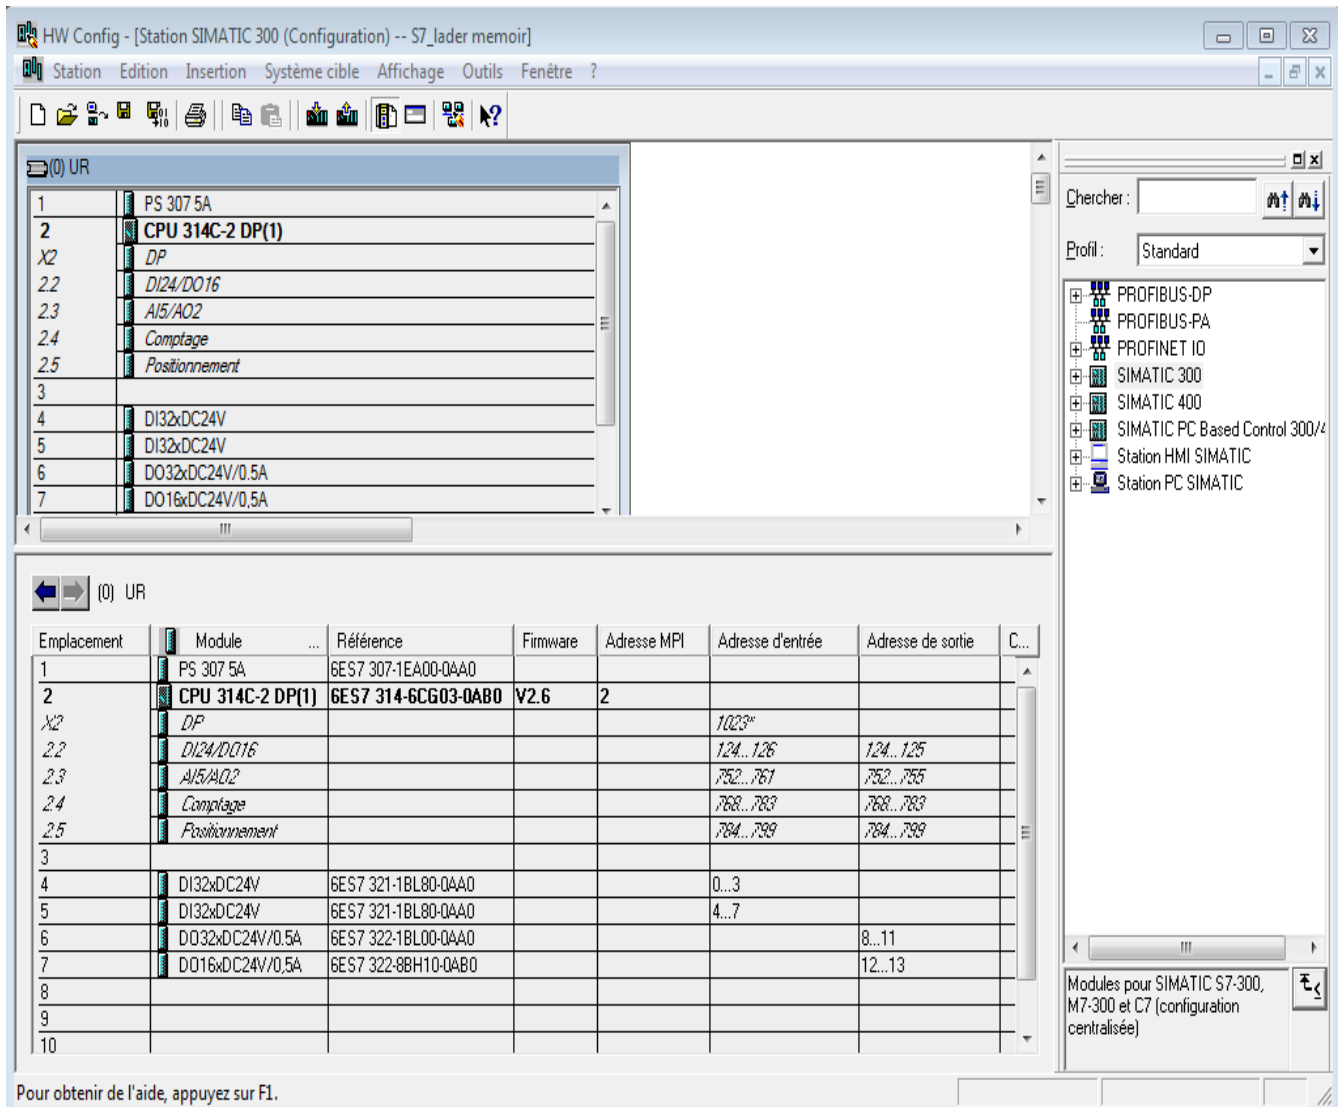 HW Config - [Station SIMATIC 300 (Configuration) -- S7_lader memoir]
Station Edition Insertion Système cible Affichage Outils Fenêtre ?
(0) UR
1 PS 307 5A
2 CPU 314C-2 DP(1)
X2 DP
2.2 DI24/DO16
2.3 AI5/AO2
2.4 Comptage
2.5 Positionnement
3
4 DI32xDC24V
5 DI32xDC24V
6 DO32xDC24V/0.5A
7 DO16xDC24V/0,5A
Chercher :
Profil : Standard
PROFIBUS-DP
PROFIBUS-PA
PROFINET IO
SIMATIC 300
SIMATIC 400
SIMATIC PC Based Control 300/4
Station HMI SIMATIC
Station PC SIMATIC
(0) UR
Emplacement Module ... Référence Firmware Adresse MPI Adresse d'entrée Adresse de sortie C...
1 PS 307 5A 6ES7 307-1EA00-0AA0
2 CPU 314C-2 DP(1) 6ES7 314-6CG03-0AB0 V2.6 2
X2 DP 1023*
2.2 DI24/DO16 124...126 124...125
2.3 AI5/AO2 752...761 752...755
2.4 Comptage 768...783 768...783
2.5 Positionnement 784...799 784...799
3
4 DI32xDC24V 6ES7 321-1BL80-0AA0 0...3
5 DI32xDC24V 6ES7 321-1BL80-0AA0 4...7
6 DO32xDC24V/0.5A 6ES7 322-1BL00-0AA0 8...11
7 DO16xDC24V/0,5A 6ES7 322-8BH10-0AB0 12...13
8
9
10
Modules pour SIMATIC S7-300,
M7-300 et C7 (configuration
centralisée)
Pour obtenir de l'aide, appuyez sur F1.